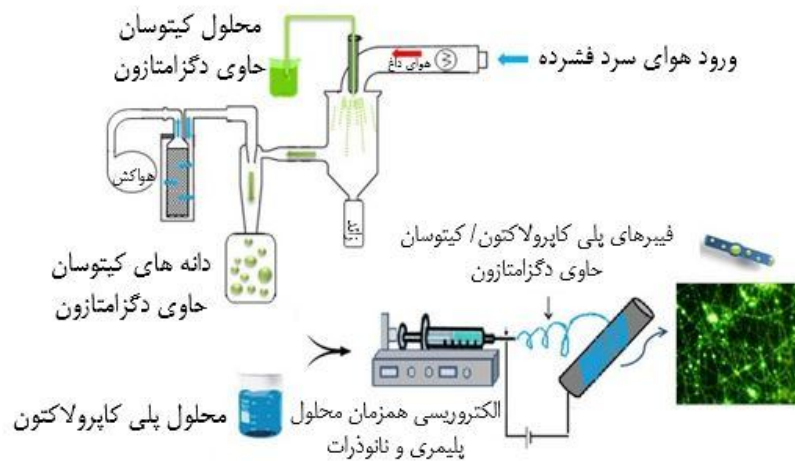 محلول کیتوسان
حاوی دگزامتازون
ورود هوای سرد فشرده
هوای داغ
هواکش
زائد
دانه های کیتوسان
حاوی دگزامتازون
فیبرهای پلی کاپرولاکتون/ کیتوسان
حاوی دگزامتازون
محلول پلی کاپرولاکتون
الکتروریسی همزمان محلول
پلیمری و نانوذرات